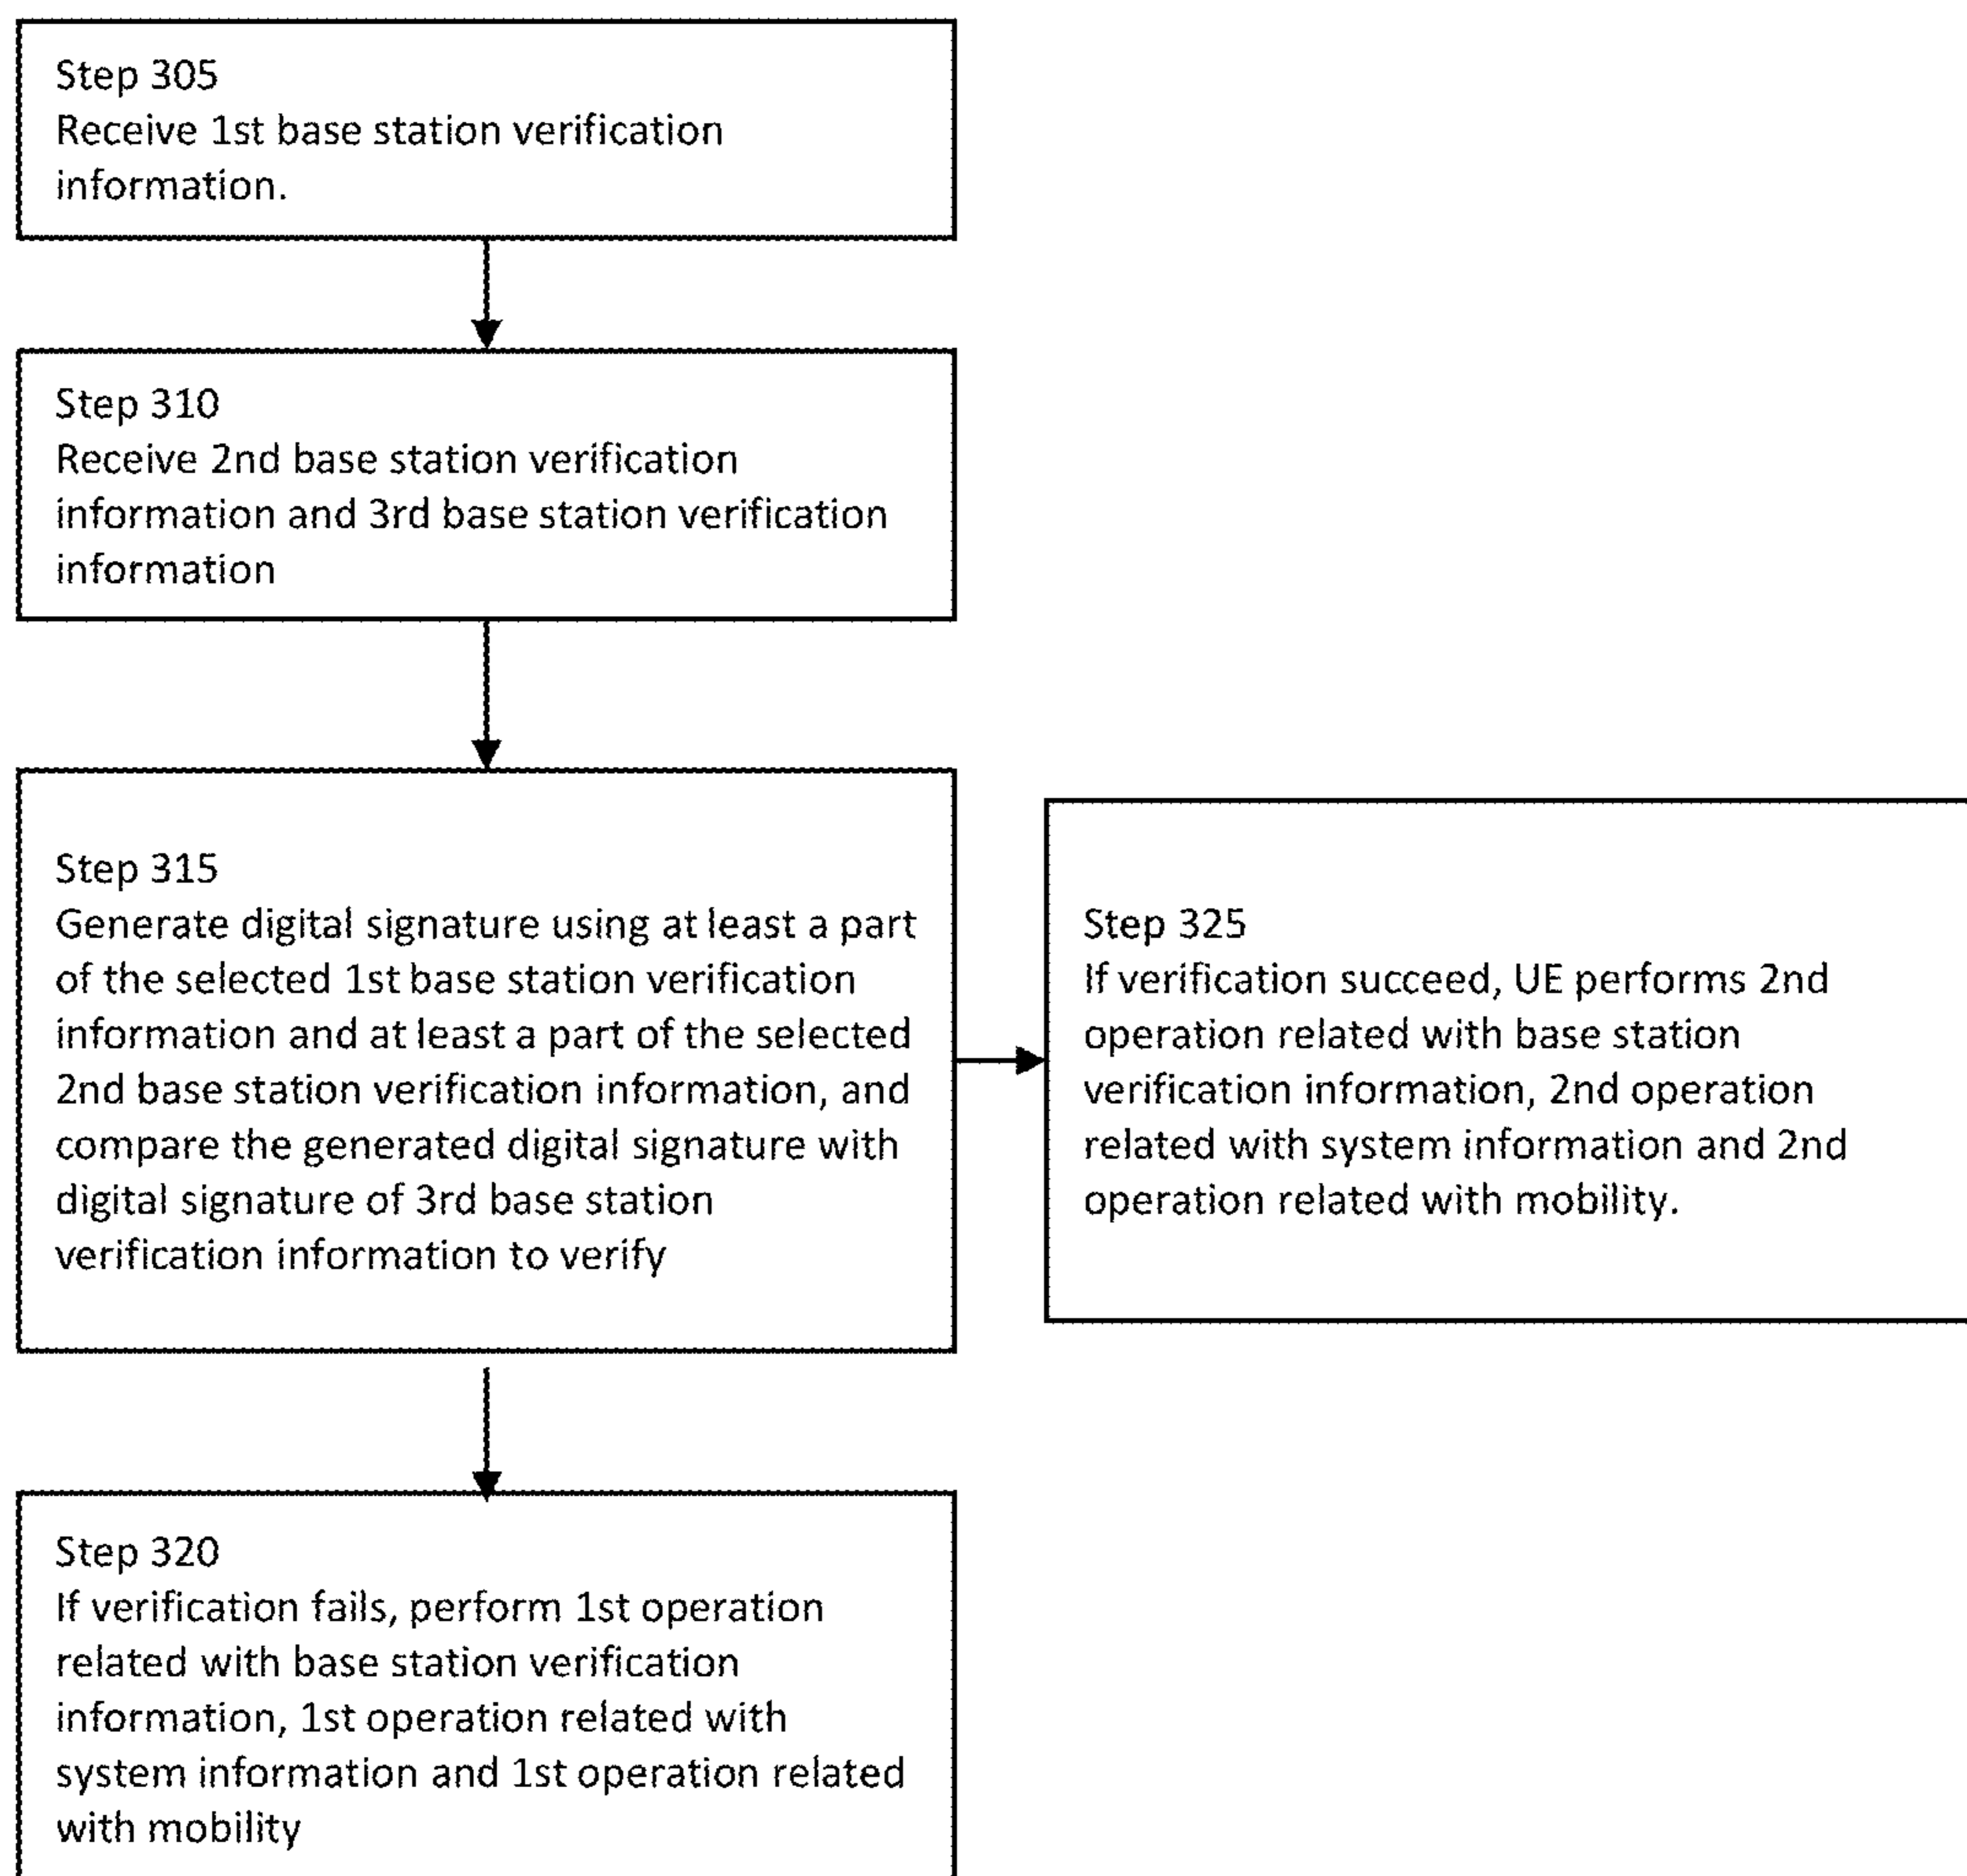 Step 305
Receive 1st base station verification
information.
Step 310
Receive 2nd base station verification
information and 3rd base station verification
information
Step 315
Generate digital signature using at least a part
of the selected 1st base station verification
information and at least a part of the selected
2nd base station verification information, and
compare the generated digital signature with
digital signature of 3rd base station
verification information to verify
Step 325
If verification succeed, UE performs 2nd
operation related with base station
verification information, 2nd operation
related with system information and 2nd
operation related with mobility.
Step 320
If verification fails, perform 1st operation
related with base station verification
information, 1st operation related with
system information and 1st operation related
with mobility